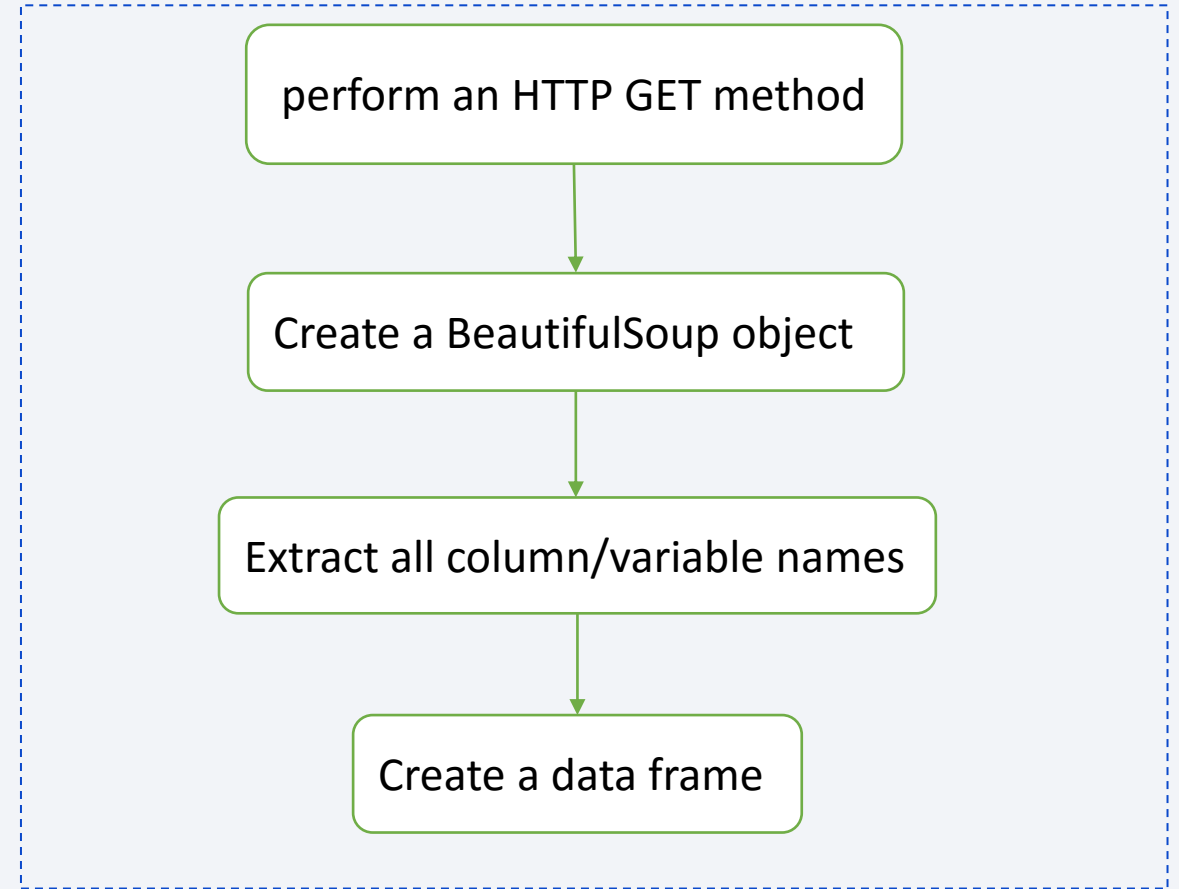 perform an HTTP GET method
Create a BeautifulSoup object
Extract all column/variable names
Create a data frame